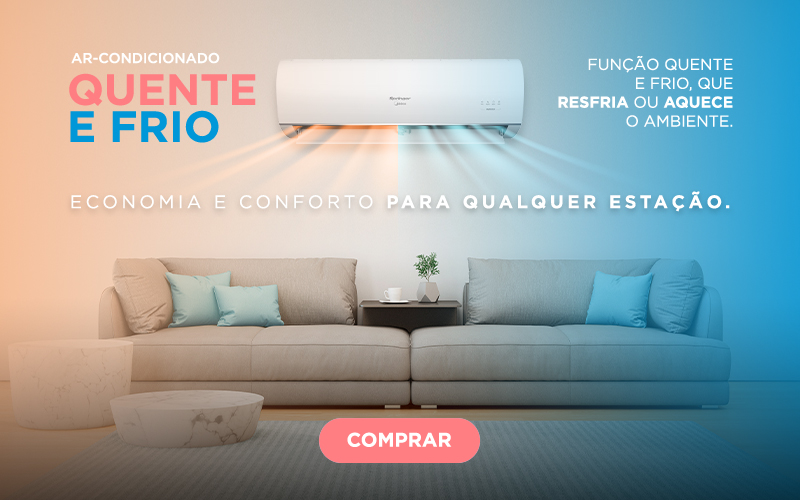 AR-CONDICIONADO
QUENTE
E FRIO
FUNÇÃO QUENTE
E FRIO, QUE
RESFRIA OU AQUECE
O AMBIENTE.
ECONOMIA E CONFORTO PARA QUALQUER ESTAÇÃO.
COMPRAR